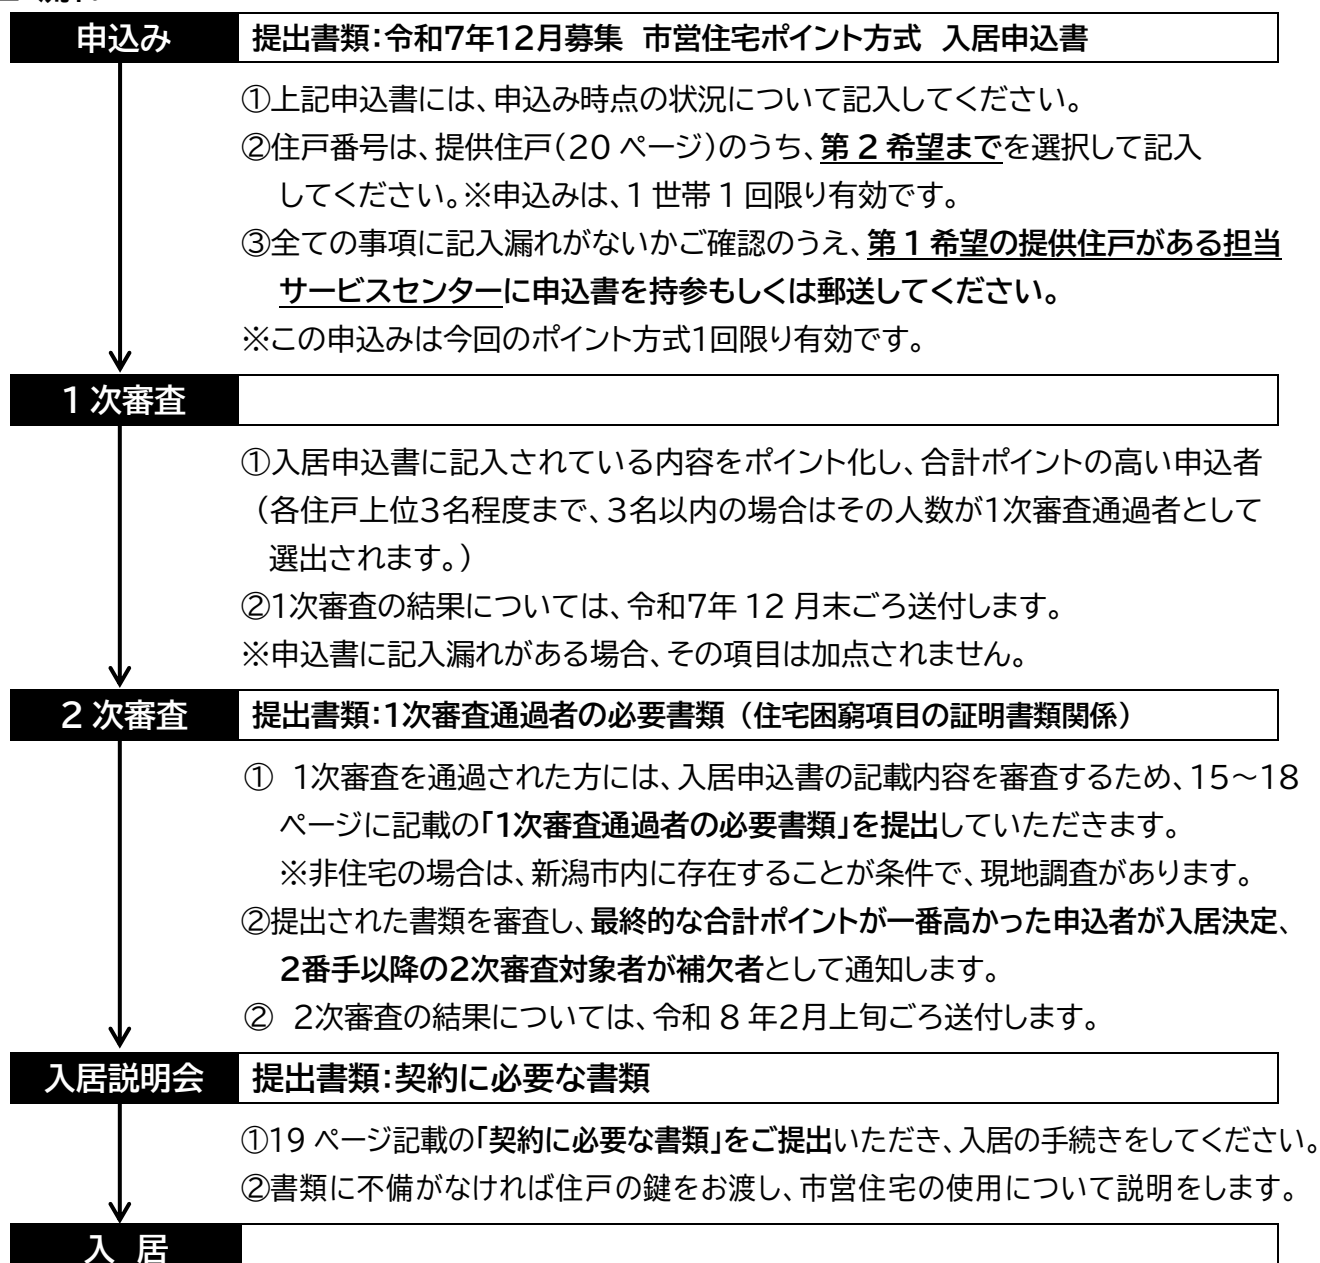 申込み　提出書類：令和7年12月募集　市営住宅ポイント方式　入居申込書
①上記申込書には、申込み時点の状況について記入してください。
②住戸番号は、提供住戸（20 ページ）のうち、第 2 希望までを選択して記入
してください。※申込みは、1 世帯 1 回限り有効です。
③全ての事項に記入漏れがないかご確認のうえ、第 1 希望の提供住戸がある担当
サービスセンターに申込書を持参もしくは郵送してください。
※この申込みは今回のポイント方式1回限り有効です。
1 次審査
①入居申込書に記入されている内容をポイント化し、合計ポイントの高い申込者
（各住戸上位3名程度まで、3名以内の場合はその人数が1次審査通過者として
選出されます。）
②1次審査の結果については、令和7年 12 月末ごろ送付します。
※申込書に記入漏れがある場合、その項目は加点されません。
2 次審査　提出書類：1次審査通過者の必要書類（住宅困窮項目の証明書類関係）
①　1次審査を通過された方には、入居申込書の記載内容を審査するため、15～18
ページに記載の「1次審査通過者の必要書類」を提出していただきます。
※非住宅の場合は、新潟市内に存在することが条件で、現地調査があります。
②提出された書類を審査し、最終的な合計ポイントが一番高かった申込者が入居決定、
2番手以降の2次審査対象者が補欠者として通知します。
②　2次審査の結果については、令和 8 年2月上旬ごろ送付します。
入居説明会　提出書類：契約に必要な書類
①19 ページ記載の「契約に必要な書類」をご提出いただき、入居の手続きをしてください。
②書類に不備がなければ住戸の鍵をお渡し、市営住宅の使用について説明をします。
入 居